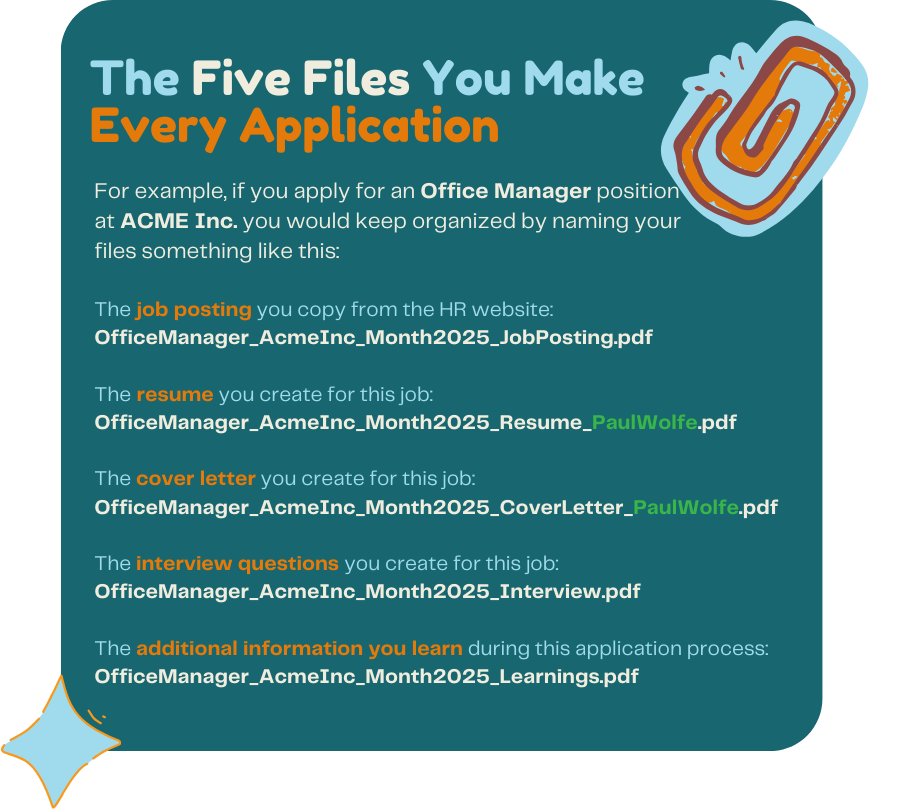 The Five Files You Make
Every Application
For example, if you apply for an Office Manager position
at ACME Inc. you would keep organized by naming your
files something like this:
The job posting you copy from the HR website:
OfficeManager_AcmeInc_Month2025_JobPosting.pdf
The resume you create for this job:
OfficeManager_AcmeInc_Month2025_Resume_PaulWolfe.pdf
The cover letter you create for this job:
OfficeManager_AcmeInc_Month2025_CoverLetter_PaulWolfe.pdf
The interview questions you create for this job:
OfficeManager_AcmeInc_Month2025_Interview.pdf
The additional information you learn during this application process:
OfficeManager_AcmeInc_Month2025_Learnings.pdf